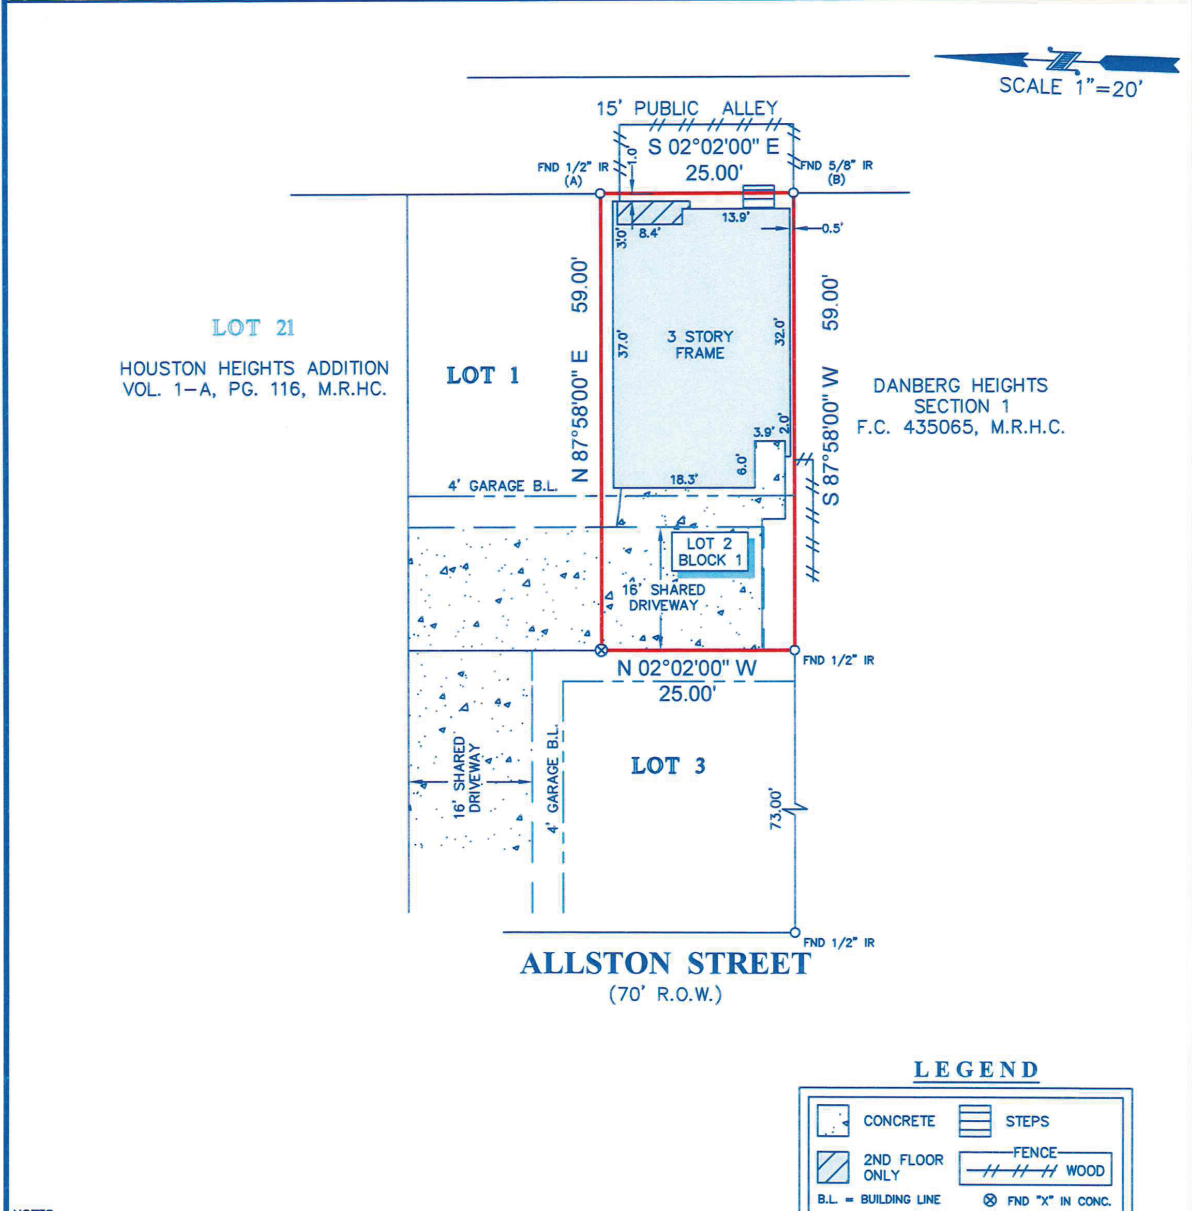 SCALE 1"=20'
15' PUBLIC ALLEY
S 02°02'00" E
25.00'
1.0'
FND 1/2" IR
(A)
FND 5/8" IR
(B)
13.9'
0.5'
3.0'
8.4'
N 87°58'00" E 59.00'
S 87°58'00" W 59.00'
LOT 21
HOUSTON HEIGHTS ADDITION
VOL. 1-A, PG. 116, M.R.HC.
LOT 1
37.0'
3 STORY
FRAME
32.0'
DANBERG HEIGHTS
SECTION 1
F.C. 435065, M.R.H.C.
3.9'
2.0'
6.0'
18.3'
4' GARAGE B.L.
LOT 2
BLOCK 1
16' SHARED
DRIVEWAY
FND 1/2" IR
N 02°02'00" W
25.00'
16' SHARED
DRIVEWAY
4' GARAGE B.L.
LOT 3
73.00'
FND 1/2" IR
ALLSTON STREET
(70' R.O.W.)
LEGEND
CONCRETE
STEPS
2ND FLOOR
ONLY
FENCE
WOOD
B.L. = BUILDING LINE
FND "X" IN CONC.